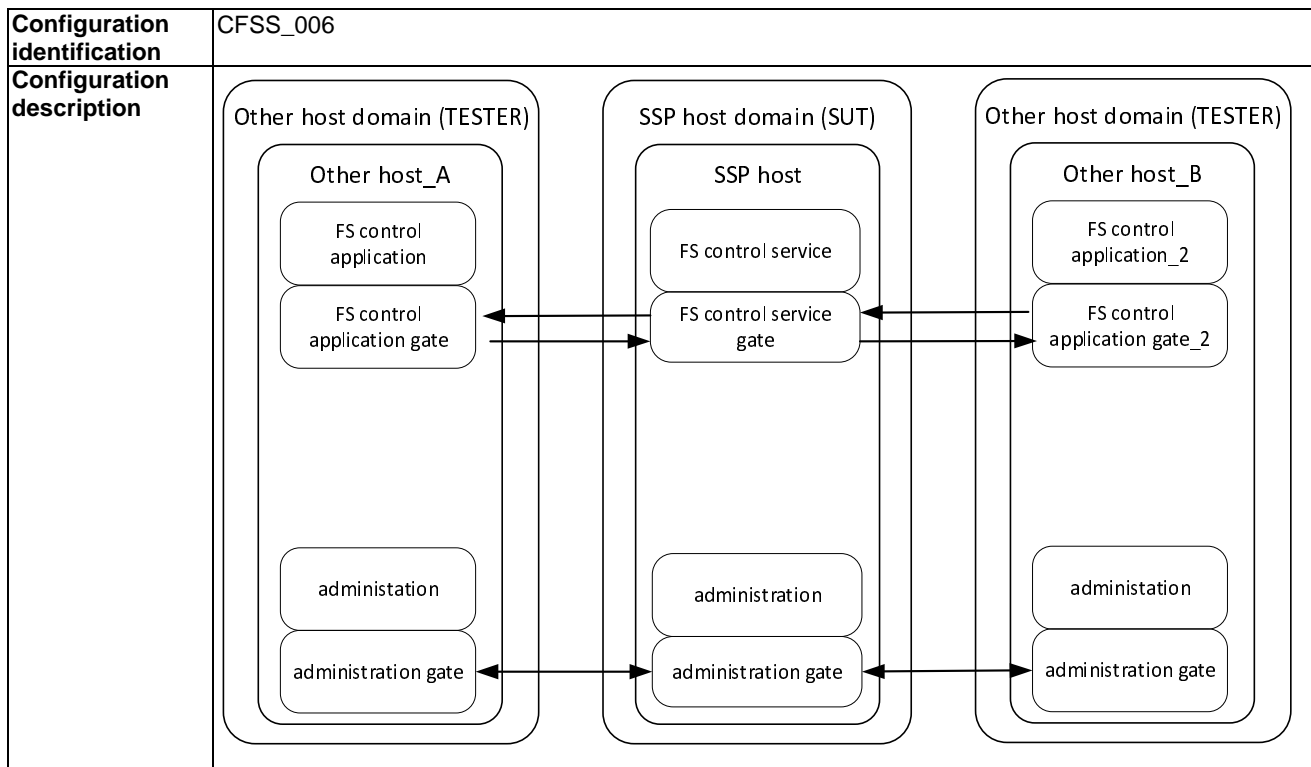 Configuration
identification
CFSS_006
Configuration
description
Other host domain (TESTER)
SSP host domain (SUT)
Other host domain (TESTER)
Other host_A
SSP host
Other host_B
FS control
application
FS control service
FS control
application_2
FS control
application gate
FS control service
gate
FS control
application gate_2
administation
administration
administation
administration gate
administration gate
administration gate